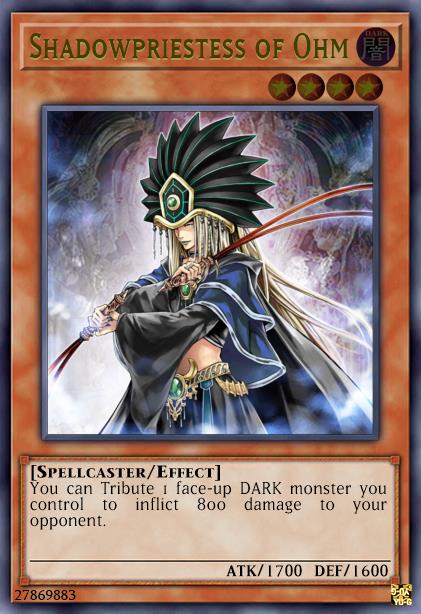 Shadowpriestess of Ohm
DARK
闇
[Spellcaster/Effect]
You can Tribute 1 face-up DARK monster you
control to inflict 800 damage to your
opponent.
ATK/1700 DEF/1600
27869883